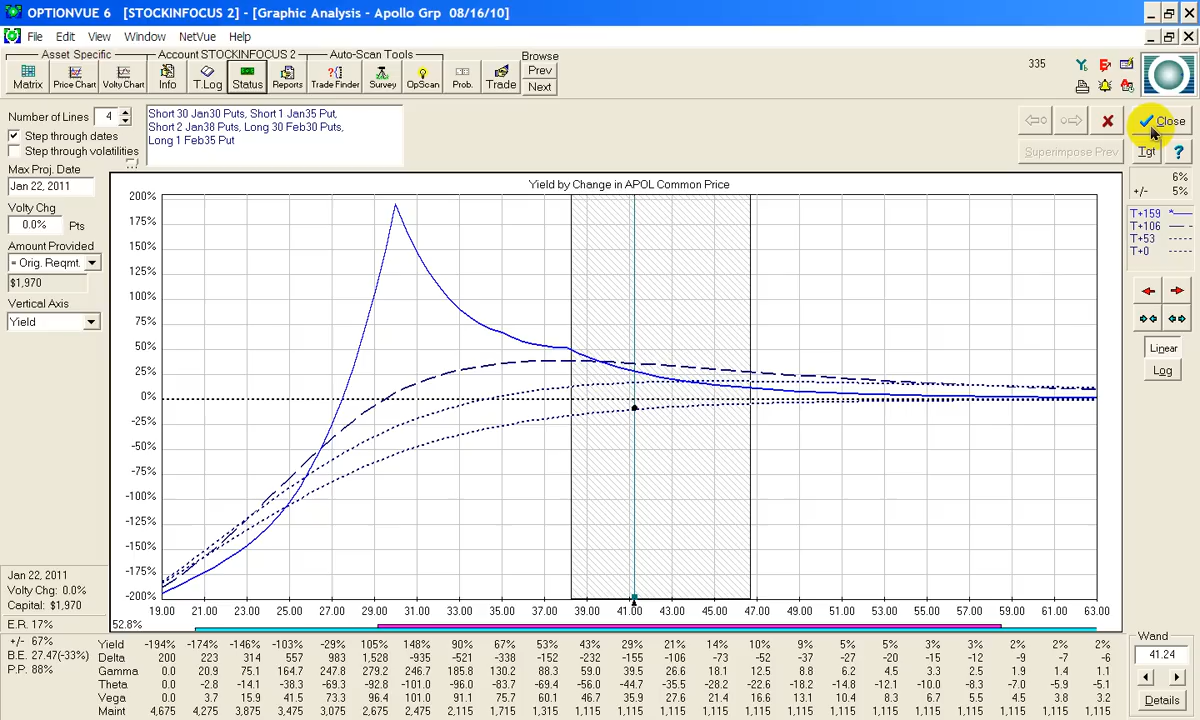 OPTIONVUE 6 [STOCKINFOCUS 2] - [Graphic Analysis - Apollo Grp 08/16/10]
File Edit View Window NetVue Help
Asset Specific Account STOCKINFOCUS 2 Auto-Scan Tools Browse
Matrix Price Chart Volty Chart Info T.Log Status Reports Trade Finder Survey OpScan Prob. Trade Prev Next 335
Number of Lines 4
Step through dates
Step through volatilities
Short 30 Jan30 Puts, Short 1 Jan35 Put,
Short 2 Jan38 Puts, Long 30 Feb30 Puts,
Long 1 Feb35 Put
Close
Superimpose Prev Tgt ?
Max Proj. Date
Jan 22, 2011
Volty Chg
0.0% Pts
Amount Provided
= Orig. Reqmt.
$1,970
Vertical Axis
Yield
Yield by Change in APOL Common Price
200%
175%
150%
125%
100%
75%
50%
25%
0%
-25%
-50%
-75%
-100%
-125%
-150%
-175%
-200%
19.00 21.00 23.00 25.00 27.00 29.00 31.00 33.00 35.00 37.00 39.00 41.00 43.00 45.00 47.00 49.00 51.00 53.00 55.00 57.00 59.00 61.00 63.00
52.8%
6%
+/- 5%
T+159 *
T+106
T+53
T+0
Linear
Log
Jan 22, 2011
Volty Chg: 0.0%
Capital: $1,970
E.R. 17%
+/- 67%
B.E. 27.47(-33%)
P.P. 88%
Yield -194% -174% -146% -103% -29% 105% 148% 90% 67% 53% 43% 29% 21% 14% 10% 9% 5% 5% 3% 3% 2% 2%
Delta 200 223 314 557 983 1,528 -935 -521 -338 -152 -232 -155 -106 -73 -52 -37 -27 -20 -15 -12 -9 -7 -6
Gamma 0.0 20.9 75.1 164.7 247.8 279.2 -246.7 185.8 130.2 88.3 59.0 39.5 26.6 18.1 12.5 8.8 6.2 4.5 3.3 2.5 1.9 1.4 1.1
Theta 0.0 -2.8 -14.1 -38.3 -69.3 -92.8 -101.0 -96.0 -83.7 -69.4 -56.0 -44.7 -35.5 -28.2 -22.6 -18.2 -14.8 -12.1 -10.0 -8.3 -7.0 -5.9 -5.1
Vega 0.0 3.7 15.9 41.5 73.3 96.4 101.0 91.1 75.7 60.1 46.7 35.9 27.6 21.4 16.6 13.1 10.4 8.3 6.7 5.5 4.5 3.8 3.2
Maint 4,675 4,275 3,875 3,475 3,075 2,675 2,475 2,115 1,715 1,315 1,115 1,115 1,115 1,115 1,115 1,115 1,115 1,115 1,115 1,115 1,115 1,115 1,115
Wand
41.24
Details